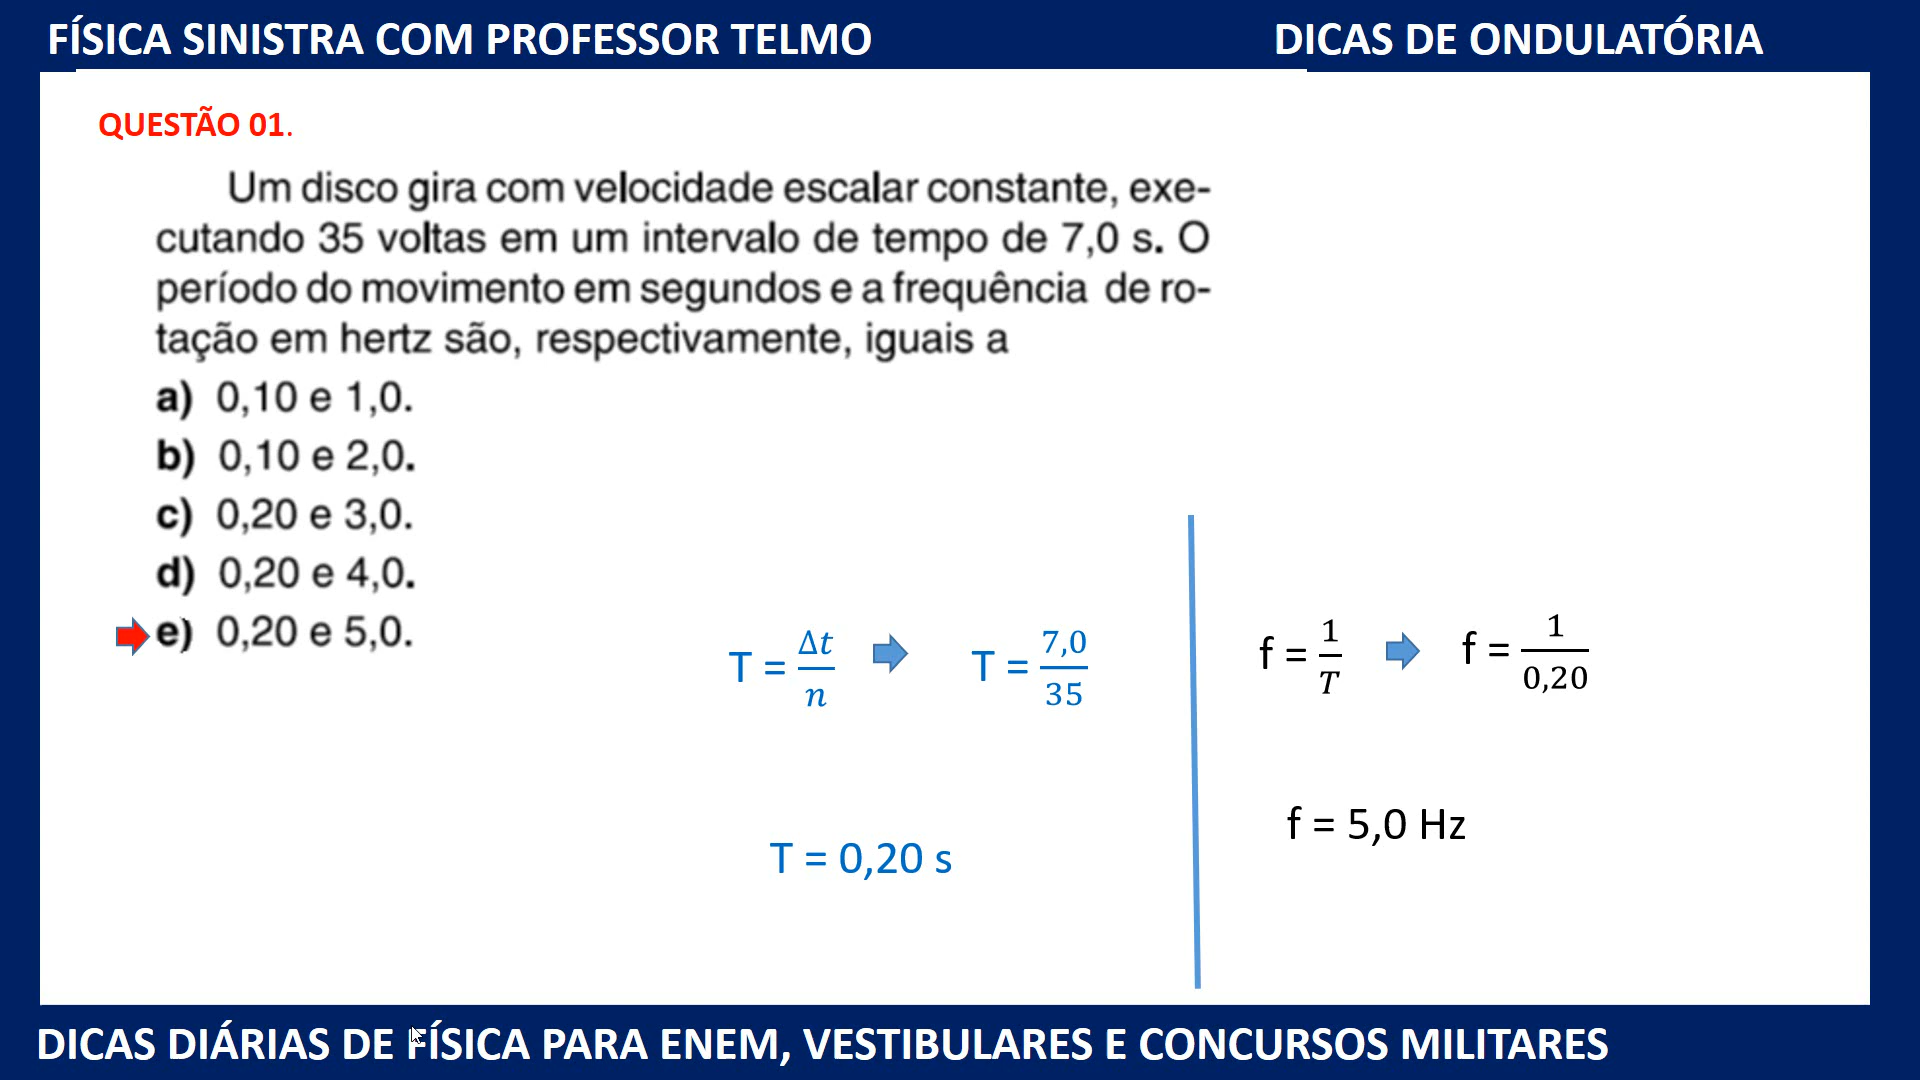 FÍSICA SINISTRA COM PROFESSOR TELMO
DICAS DE ONDULATÓRIA
QUESTÃO 01.
Um disco gira com velocidade escalar constante, exe-
cutando 35 voltas em um intervalo de tempo de 7,0 s. O
período do movimento em segundos e a frequência de ro-
tação em hertz são, respectivamente, iguais a
a) 0,10 e 1,0.
b) 0,10 e 2,0.
c) 0,20 e 3,0.
d) 0,20 e 4,0.
e) 0,20 e 5,0.
T = Δt/n
T = 7,0/35
T = 0,20 s
f = 1/T
f = 1/0,20
f = 5,0 Hz
DICAS DIÁRIAS DE FÍSICA PARA ENEM, VESTIBULARES E CONCURSOS MILITARES